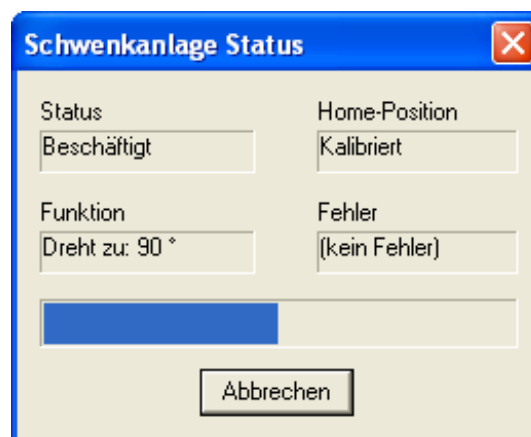 Schwenkanlage Status
Status
Home-Position
Beschäftigt
Kalibriert
Funktion
Fehler
Dreht zu: 90 °
(kein Fehler)
Abbrechen